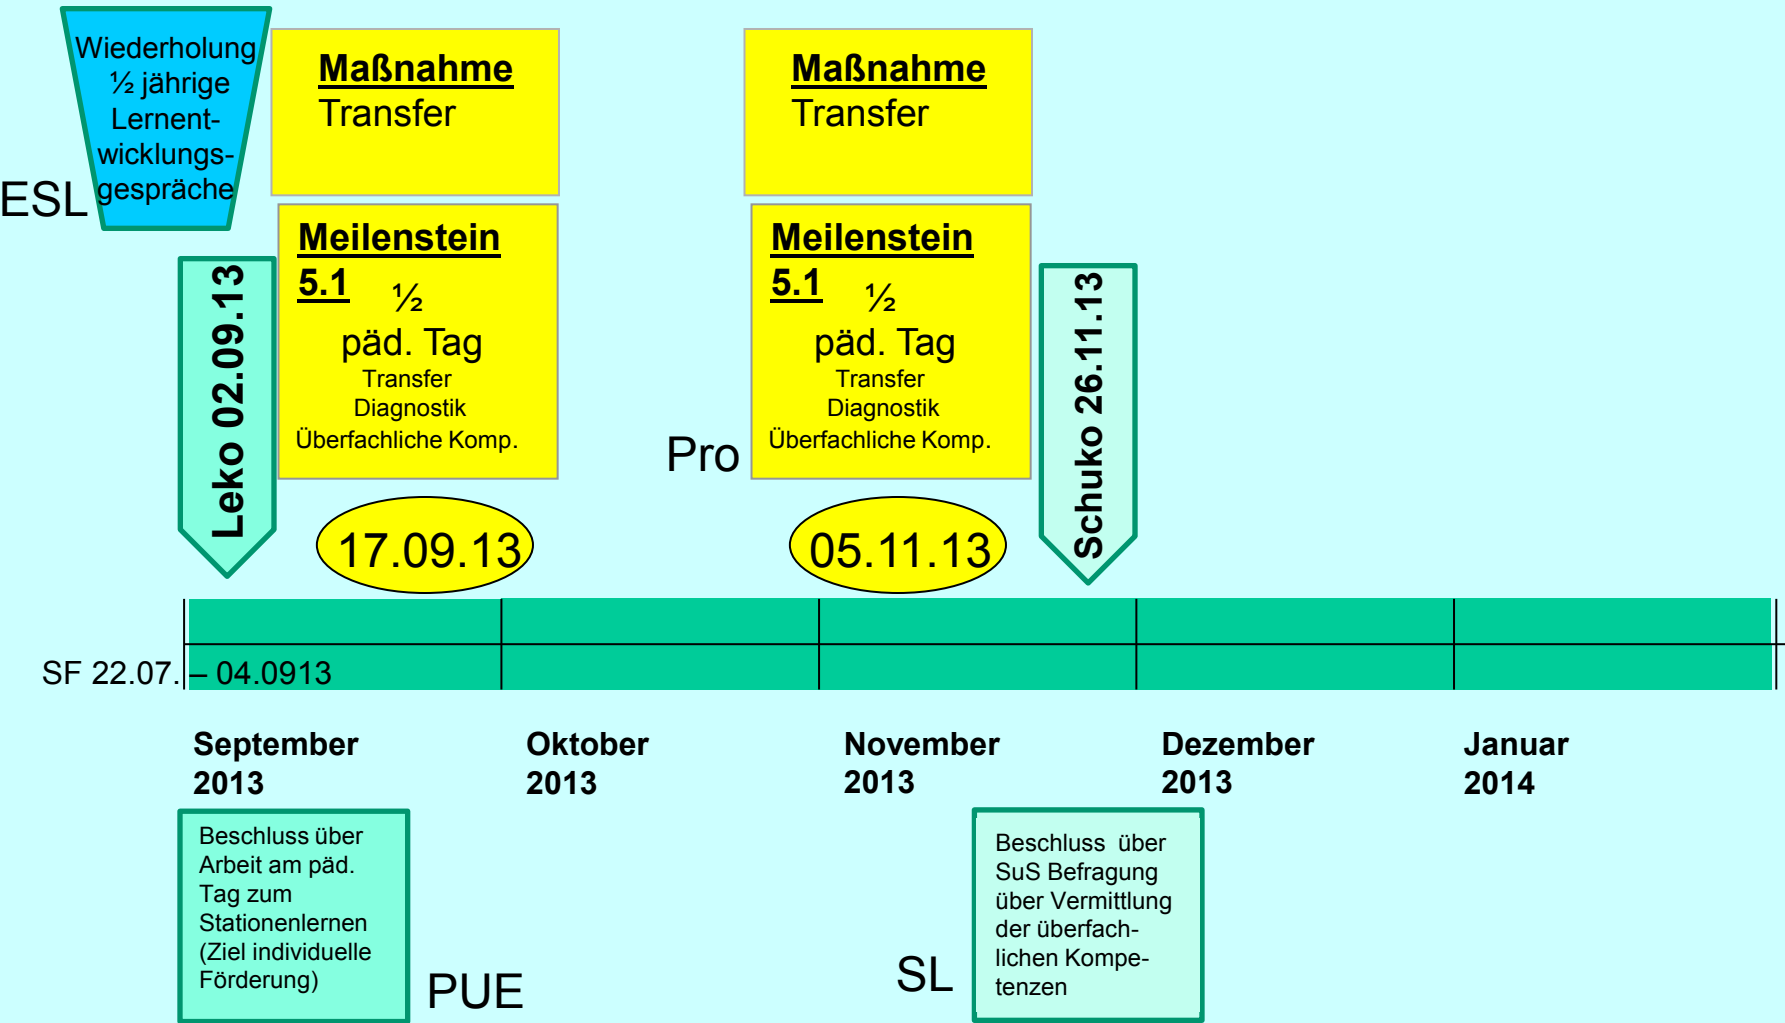 Wiederholung
½ jährige
Lernent-
wicklungs-
gespräche
ESL
Maßnahme
Transfer
Maßnahme
Transfer
Leko 02.09.13
Meilenstein
5.1 ½
päd. Tag
Transfer
Diagnostik
Überfachliche Komp.
Pro
Meilenstein
5.1 ½
päd. Tag
Transfer
Diagnostik
Überfachliche Komp.
Schuko 26.11.13
17.09.13
05.11.13
SF 22.07. – 04.0913
September
2013
Oktober
2013
November
2013
Dezember
2013
Januar
2014
Beschluss über
Arbeit am päd.
Tag zum
Stationenlernen
(Ziel individuelle
Förderung)
PUE
SL
Beschluss über
SuS Befragung
über Vermittlung
der überfach-
lichen Kompe-
tenzen